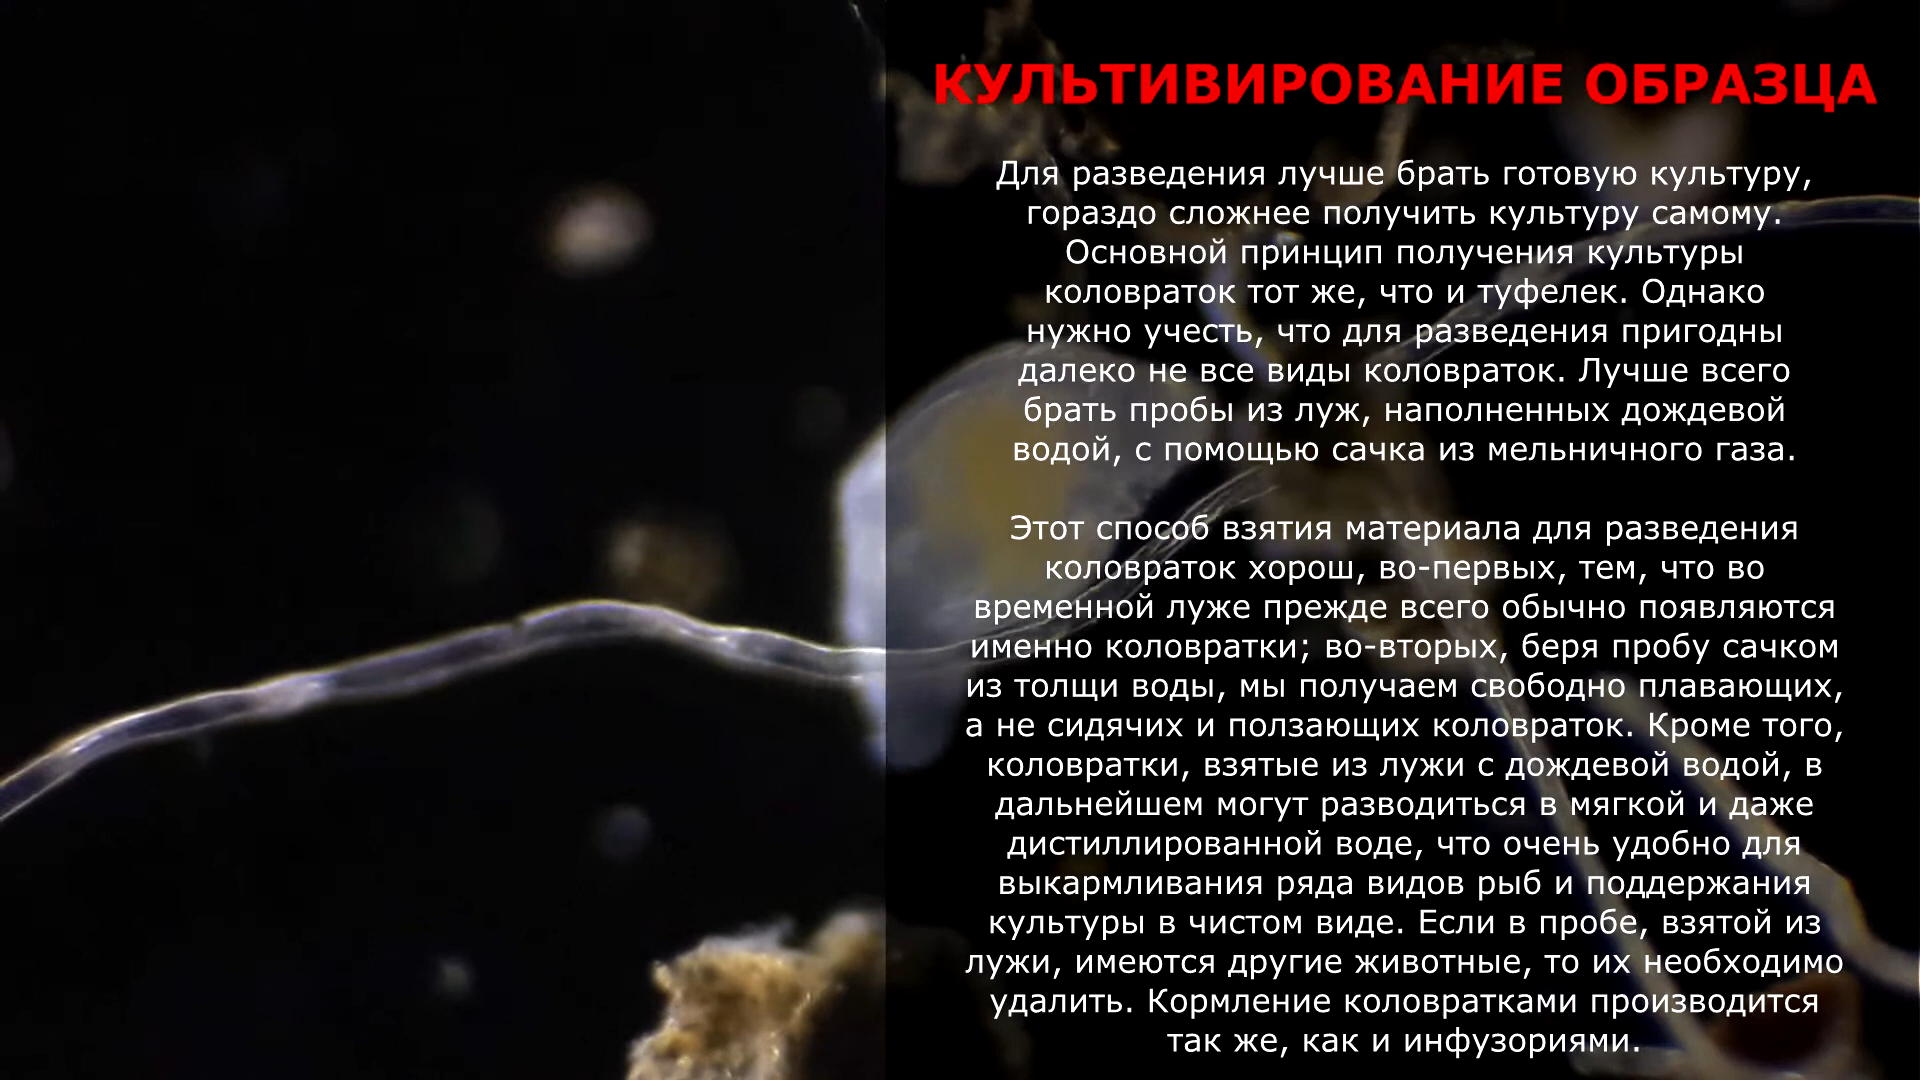 КУЛЬТИВИРОВАНИЕ ОБРАЗЦА
Для разведения лучше брать готовую культуру,
гораздо сложнее получить культуру самому.
Основной принцип получения культуры
коловраток тот же, что и туфелек. Однако
нужно учесть, что для разведения пригодны
далеко не все виды коловраток. Лучше всего
брать пробы из луж, наполненных дождевой
водой, с помощью сачка из мельничного газа.
Этот способ взятия материала для разведения
коловраток хорош, во-первых, тем, что во
временной луже прежде всего обычно появляются
именно коловратки; во-вторых, беря пробу сачком
из толщи воды, мы получаем свободно плавающих,
а не сидячих и ползающих коловраток. Кроме того,
коловратки, взятые из лужи с дождевой водой, в
дальнейшем могут разводиться в мягкой и даже
дистиллированной воде, что очень удобно для
выкармливания ряда видов рыб и поддержания
культуры в чистом виде. Если в пробе, взятой из
лужи, имеются другие животные, то их необходимо
удалить. Кормление коловратками производится
так же, как и инфузориями.